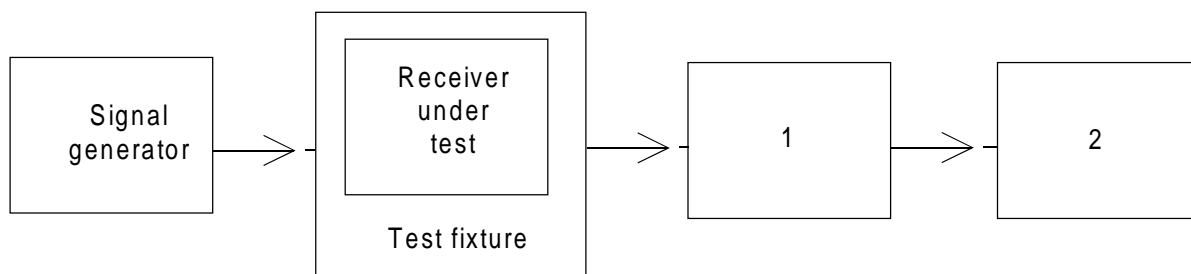 Signal
generator
Receiver
under
test
Test fixture
1
2